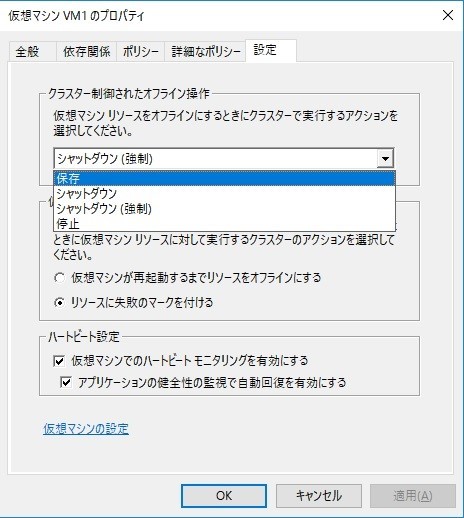 仮想マシン VM1 のプロパティ
全般
依存関係
ポリシー
詳細なポリシー
設定
クラスター制御されたオフライン操作
仮想マシン リソースをオフラインにするときにクラスターで実行するアクションを
選択してください。
シャットダウン (強制)
保存
シャットダウン
シャットダウン (強制)
停止
ときに仮想マシン リソースに対して実行するクラスターのアクションを選択して
ください。
仮想マシンが再起動するまでリソースをオフラインにする
リソースに失敗のマークを付ける
ハートビート設定
仮想マシンでのハートビート モニタリングを有効にする
アプリケーションの健全性の監視で自動回復を有効にする
仮想マシンの設定
OK
キャンセル
適用(A)